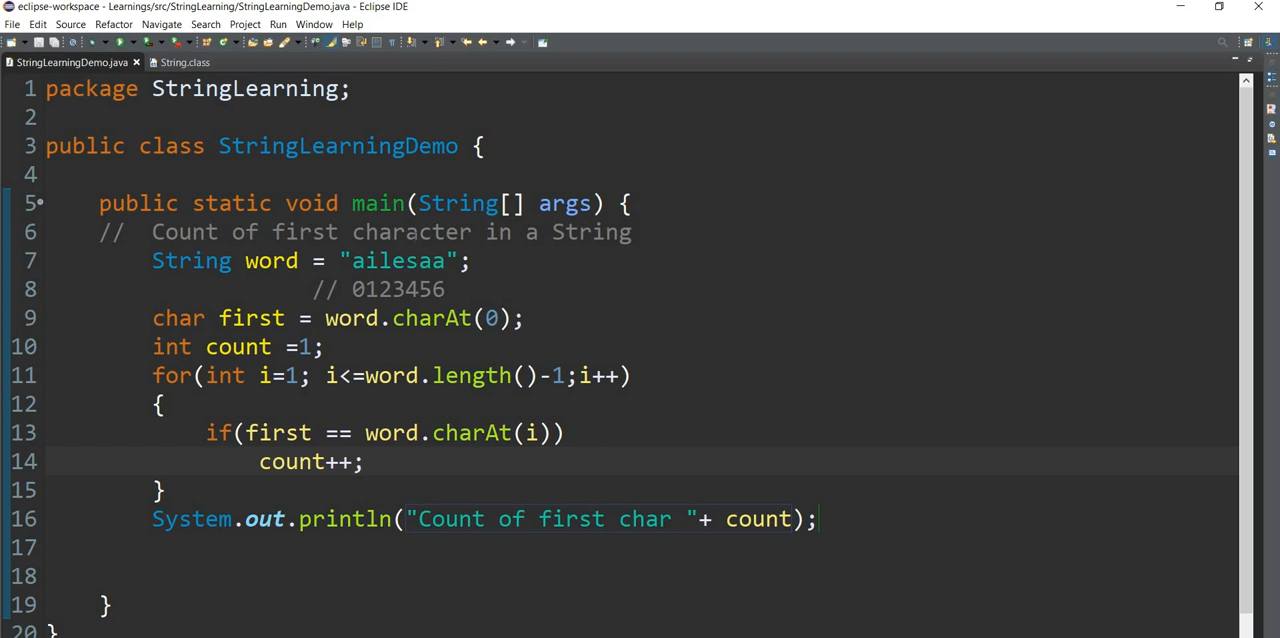 eclipse-workspace - Learnings/src/StringLearning/StringLearningDemo.java - Eclipse IDE
File Edit Source Refactor Navigate Search Project Run Window Help
StringLearningDemo.java String.class
1 package StringLearning;
2
3 public class StringLearningDemo {
4
5 public static void main(String[] args) {
6 // Count of first character in a String
7 String word = "ailesaa";
8 // 0123456
9 char first = word.charAt(0);
10 int count =1;
11 for(int i=1; i<=word.length()-1;i++)
12 {
13 if(first == word.charAt(i))
14 count++;
15 }
16 System.out.println("Count of first char "+ count);
17
18
19 }
20 }